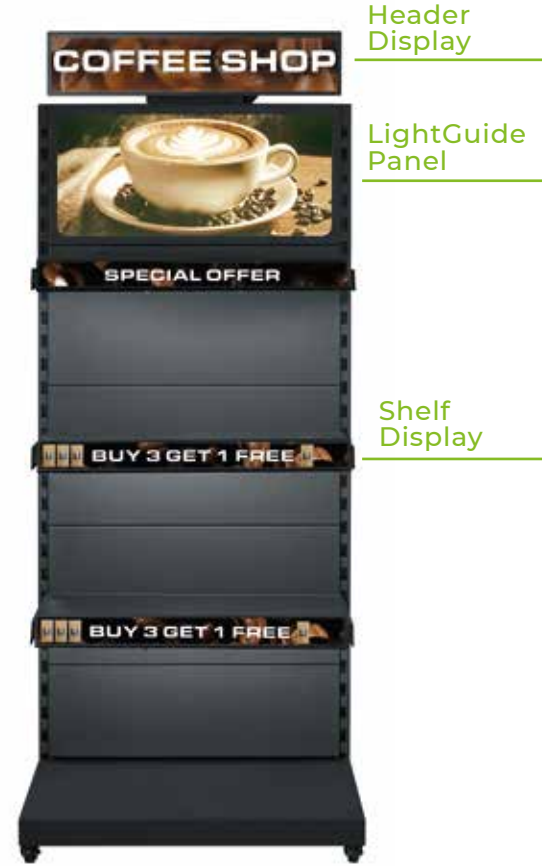 Header
Display
COFFEE SHOP
LightGuide
Panel
SPECIAL OFFER
Shelf
Display
BUY 3 GET 1 FREE
BUY 3 GET 1 FREE